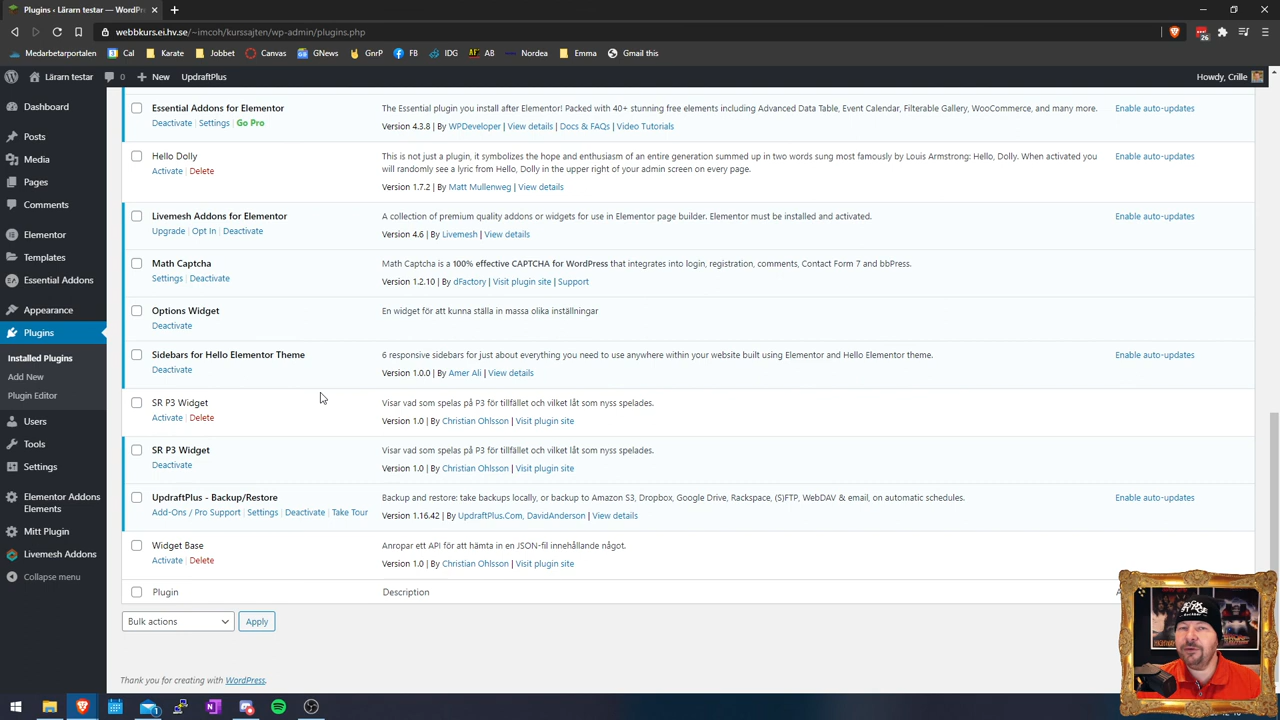 Plugins ‹ Läram testar — WordPr
webbkurs.ei.hv.se/~imcoh/kurssajten/wp-admin/plugins.php
26
Medarbetarportalen Cal Karate Jobbet Canvas GNews GnrP FB IDG AB Nordea Emma Gmail this
Läram testar 0 New UpdraftPlus Howdy, Crille
Dashboard
Posts
Media
Pages
Comments
Elementor
Templates
Essential Addons
Appearance
Plugins
Installed Plugins
Add New
Plugin Editor
Users
Tools
Settings
Elementor Addons
Elements
Mitt Plugin
Livemesh Addons
Collapse menu
Essential Addons for Elementor
Deactivate | Settings | Go Pro
The Essential plugin you install after Elementor! Packed with 40+ stunning free elements including Advanced Data Table, Event Calendar, Filterable Gallery, WooCommerce, and many more.
Version 4.3.8 | By WPDeveloper | View details | Docs & FAQs | Video Tutorials
Enable auto-updates
Hello Dolly
Activate | Delete
This is not just a plugin, it symbolizes the hope and enthusiasm of an entire generation summed up in two words sung most famously by Louis Armstrong: Hello, Dolly. When activated you
will randomly see a lyric from Hello, Dolly in the upper right of your admin screen on every page.
Version 1.7.2 | By Matt Mullenweg | View details
Enable auto-updates
Livemesh Addons for Elementor
Upgrade | Opt In | Deactivate
A collection of premium quality addons or widgets for use in Elementor page builder. Elementor must be installed and activated.
Version 4.6 | By Livemesh | View details
Enable auto-updates
Math Captcha
Settings | Deactivate
Math Captcha is a 100% effective CAPTCHA for WordPress that integrates into login, registration, comments, Contact Form 7 and bbPress.
Version 1.2.10 | By dFactory | Visit plugin site | Support
Options Widget
Deactivate
En widget för att kunna ställa in massa olika inställningar
Sidebars for Hello Elementor Theme
Deactivate
6 responsive sidebars for just about everything you need to use anywhere within your website built using Elementor and Hello Elementor theme.
Version 1.0.0 | By Amer Ali | View details
Enable auto-updates
SR P3 Widget
Activate | Delete
Visar vad som spelas på P3 för tillfället och vilket låt som nyss spelades.
Version 1.0 | By Christian Ohlsson | Visit plugin site
SR P3 Widget
Deactivate
Visar vad som spelas på P3 för tillfället och vilket låt som nyss spelades.
Version 1.0 | By Christian Ohlsson | Visit plugin site
UpdraftPlus - Backup/Restore
Add-Ons / Pro Support | Settings | Deactivate | Take Tour
Backup and restore: take backups locally, or backup to Amazon S3, Dropbox, Google Drive, Rackspace, (S)FTP, WebDAV & email, on automatic schedules.
Version 1.16.42 | By UpdraftPlus.Com, DavidAnderson | View details
Enable auto-updates
Widget Base
Activate | Delete
Anropar ett API för att hämta in en JSON-fil innehållande något.
Version 1.0 | By Christian Ohlsson | Visit plugin site
Plugin Description
Bulk actions Apply
Thank you for creating with WordPress.